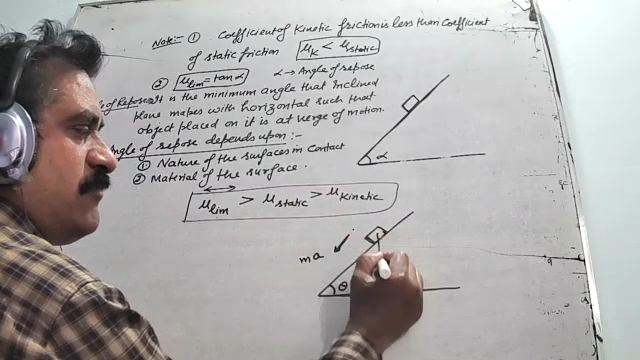 Note:- ① Coefficient of Kinetic friction is less than Coefficient
of static friction μK < μstatic
② μlim = tan α α → Angle of repose
of Repose:- It is the minimum angle that Inclined
plane makes with horizontal such that
object placed on it is at verge of motion.
Angle of repose depends upon :-
① Nature of the surfaces in Contact
② Material of the surface.
μlim > μstatic > μkinetic
α
ma
θ